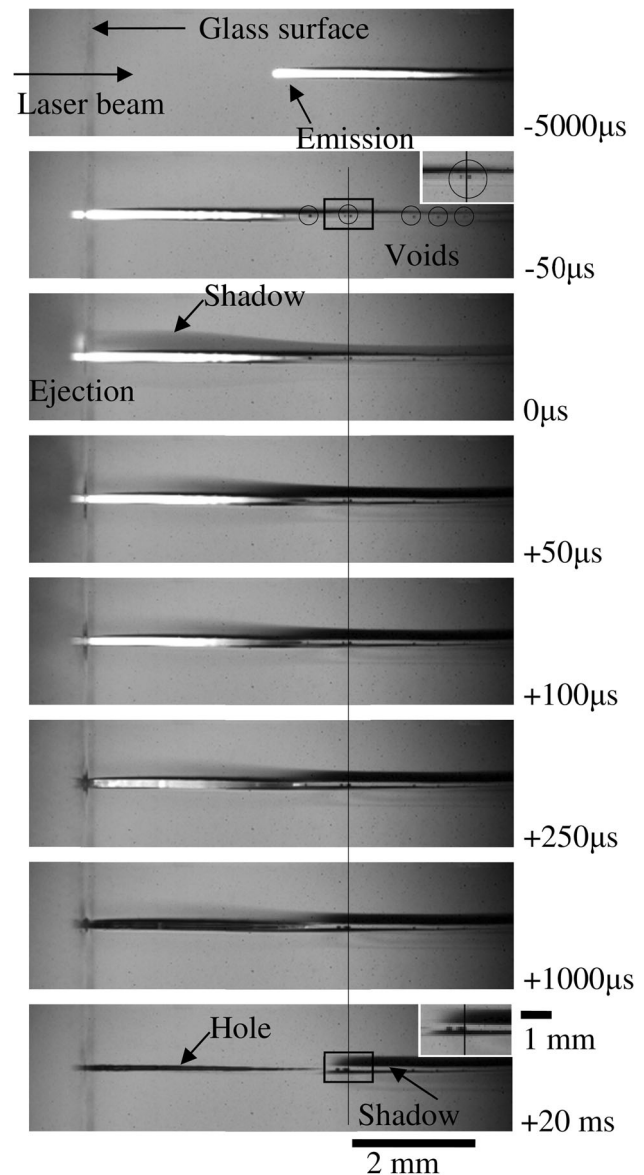 Glass surface
Laser beam
Emission
-5000μs
Voids
-50μs
Shadow
Ejection
0μs
+50μs
+100μs
+250μs
+1000μs
Hole
1 mm
Shadow
+20 ms
2 mm